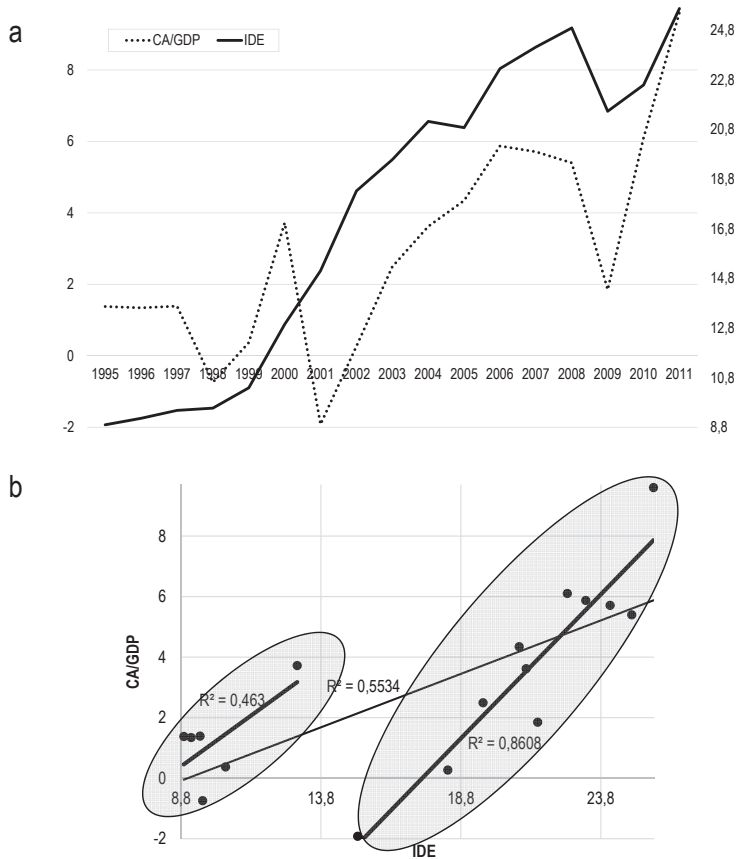 a
CA/GDP IDE
24,8
8
22,8
6
20,8
18,8
4
16,8
2
14,8
12,8
0
10,8
1995 1996 1997 1998 1999 2000 2001 2002 2003 2004 2005 2006 2007 2008 2009 2010 2011
-2
8,8
b
8
6
CA/GDP
4
R² = 0,5534
R² = 0,463
2
R² = 0,8608
0
8,8 13,8 18,8 23,8
-2
IDE